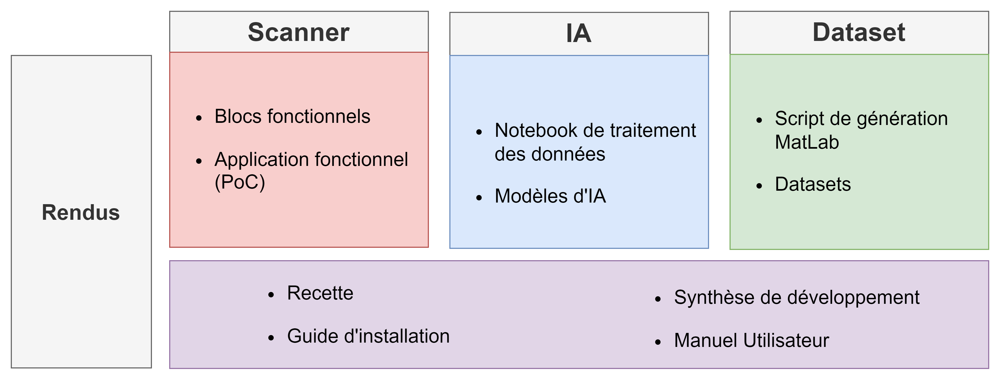 Scanner
IA
Dataset
Rendus
Blocs fonctionnels
Application fonctionnel
(PoC)
Notebook de traitement
des données
Modèles d'IA
Script de génération
MatLab
Datasets
Recette
Guide d'installation
Synthèse de développement
Manuel Utilisateur